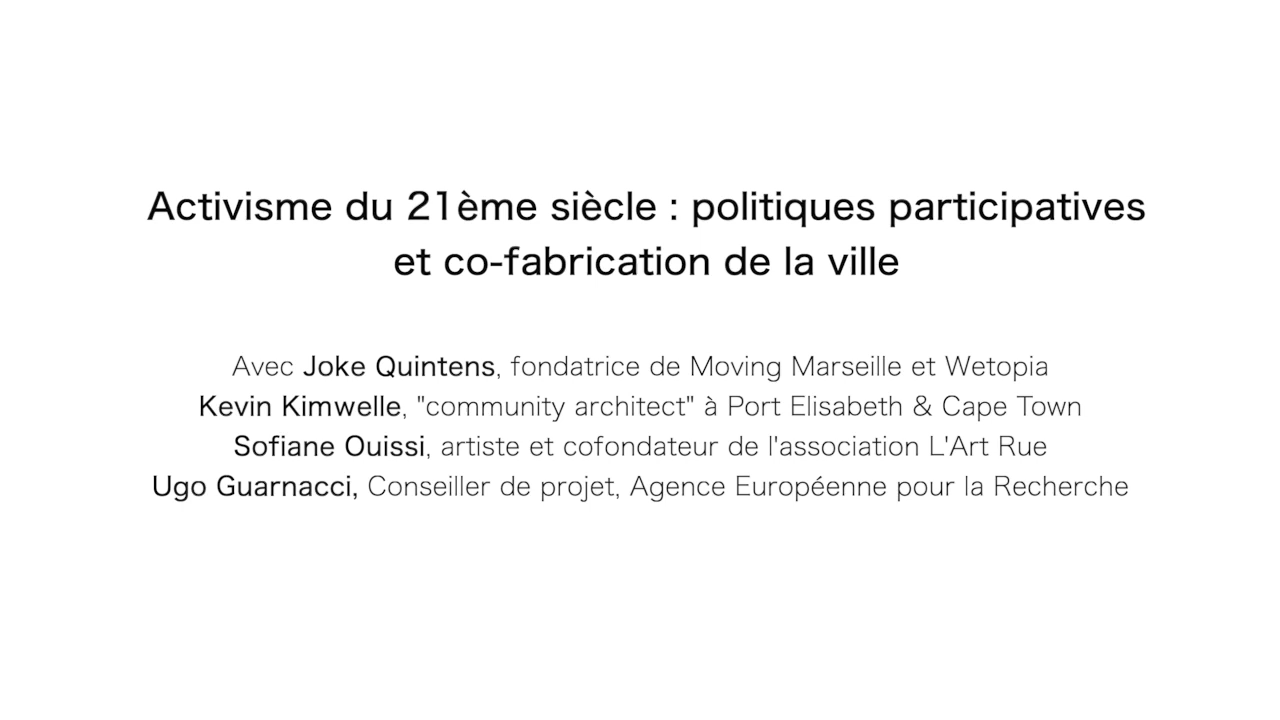 Activisme du 21ème siècle : politiques participatives
et co-fabrication de la ville
Avec Joke Quintens, fondatrice de Moving Marseille et Wetopia
Kevin Kimwelle, "community architect" à Port Elisabeth & Cape Town
Sofiane Ouissi, artiste et cofondateur de l'association L'Art Rue
Ugo Guarnacci, Conseiller de projet, Agence Européenne pour la Recherche